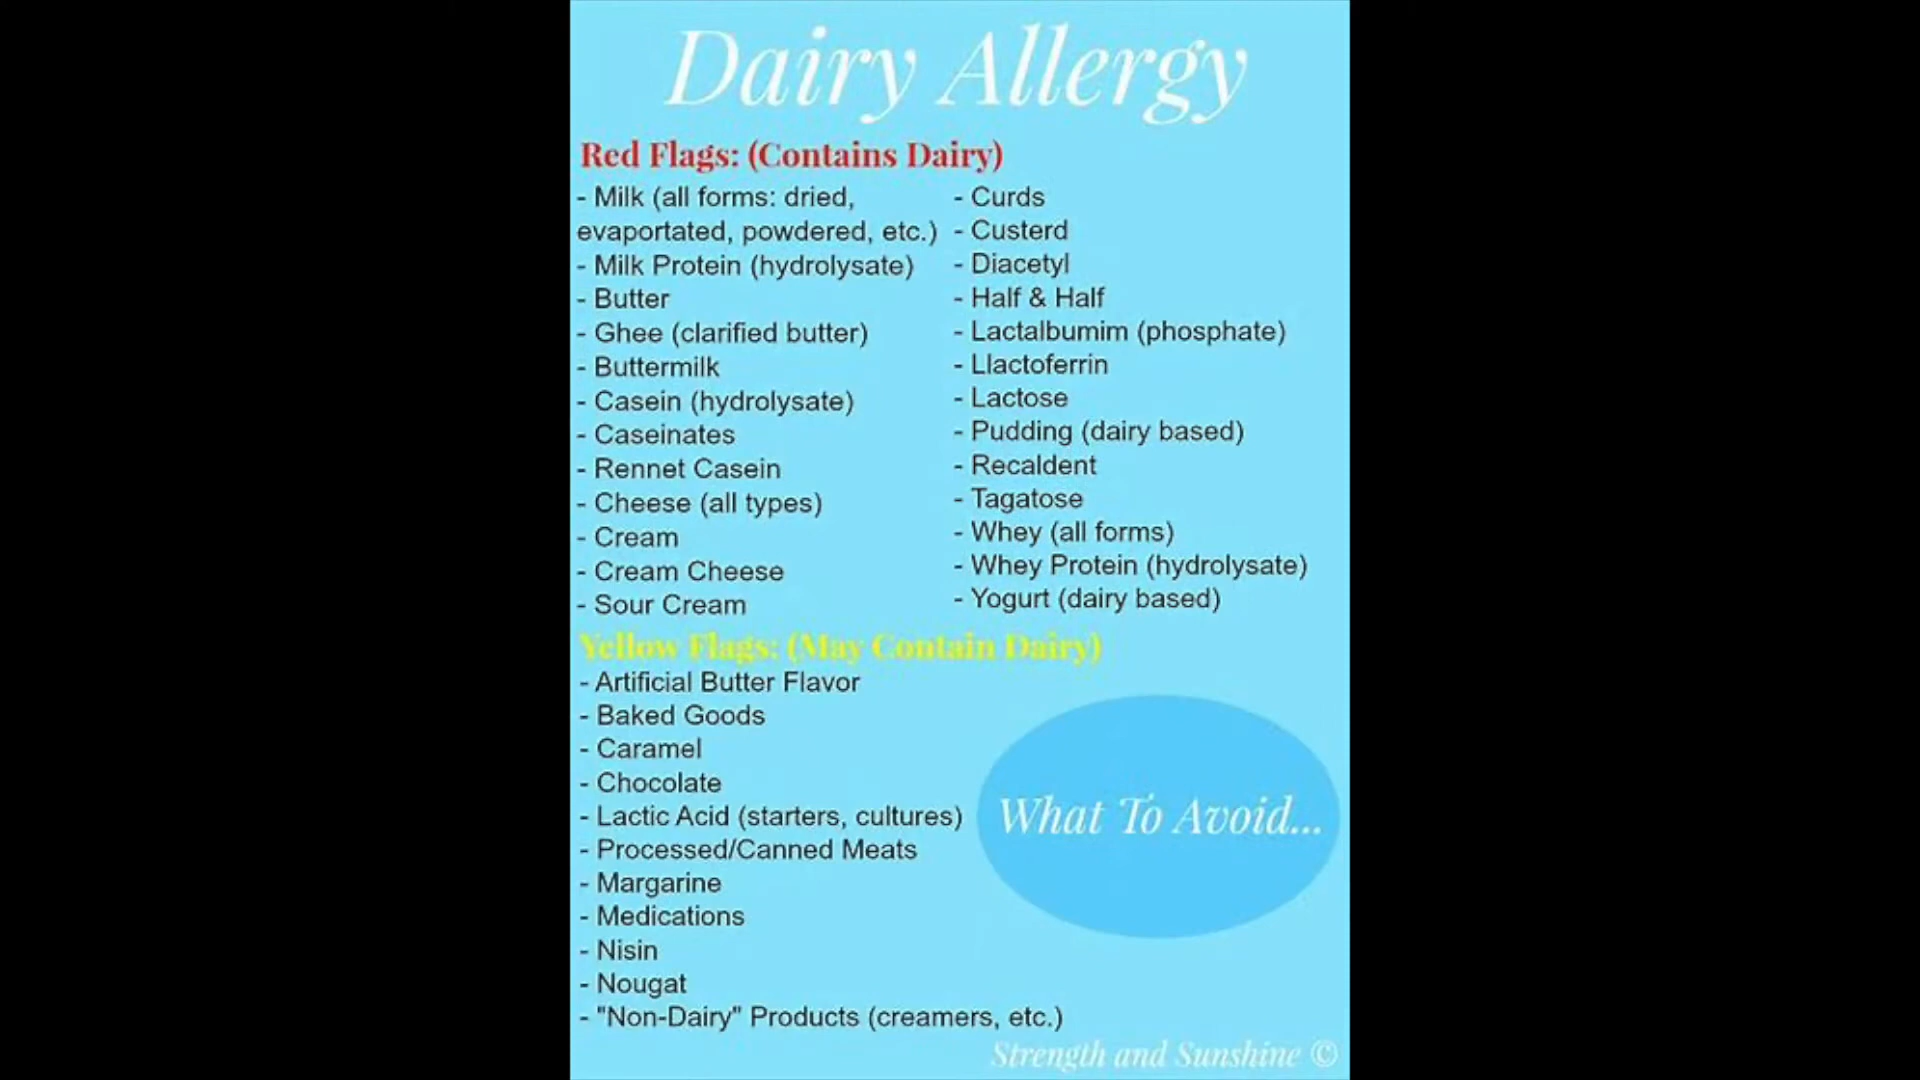 Dairy Allergy
Red Flags: (Contains Dairy)
- Milk (all forms: dried,
evaportated, powdered, etc.)
- Milk Protein (hydrolysate)
- Butter
- Ghee (clarified butter)
- Buttermilk
- Casein (hydrolysate)
- Caseinates
- Rennet Casein
- Cheese (all types)
- Cream
- Cream Cheese
- Sour Cream
- Curds
- Custerd
- Diacetyl
- Half & Half
- Lactalbumim (phosphate)
- Llactoferrin
- Lactose
- Pudding (dairy based)
- Recaldent
- Tagatose
- Whey (all forms)
- Whey Protein (hydrolysate)
- Yogurt (dairy based)
Yellow Flags: (May Contain Dairy)
- Artificial Butter Flavor
- Baked Goods
- Caramel
- Chocolate
- Lactic Acid (starters, cultures)
- Processed/Canned Meats
- Margarine
- Medications
- Nisin
- Nougat
- "Non-Dairy" Products (creamers, etc.)
What To Avoid...
Strength and Sunshine ©